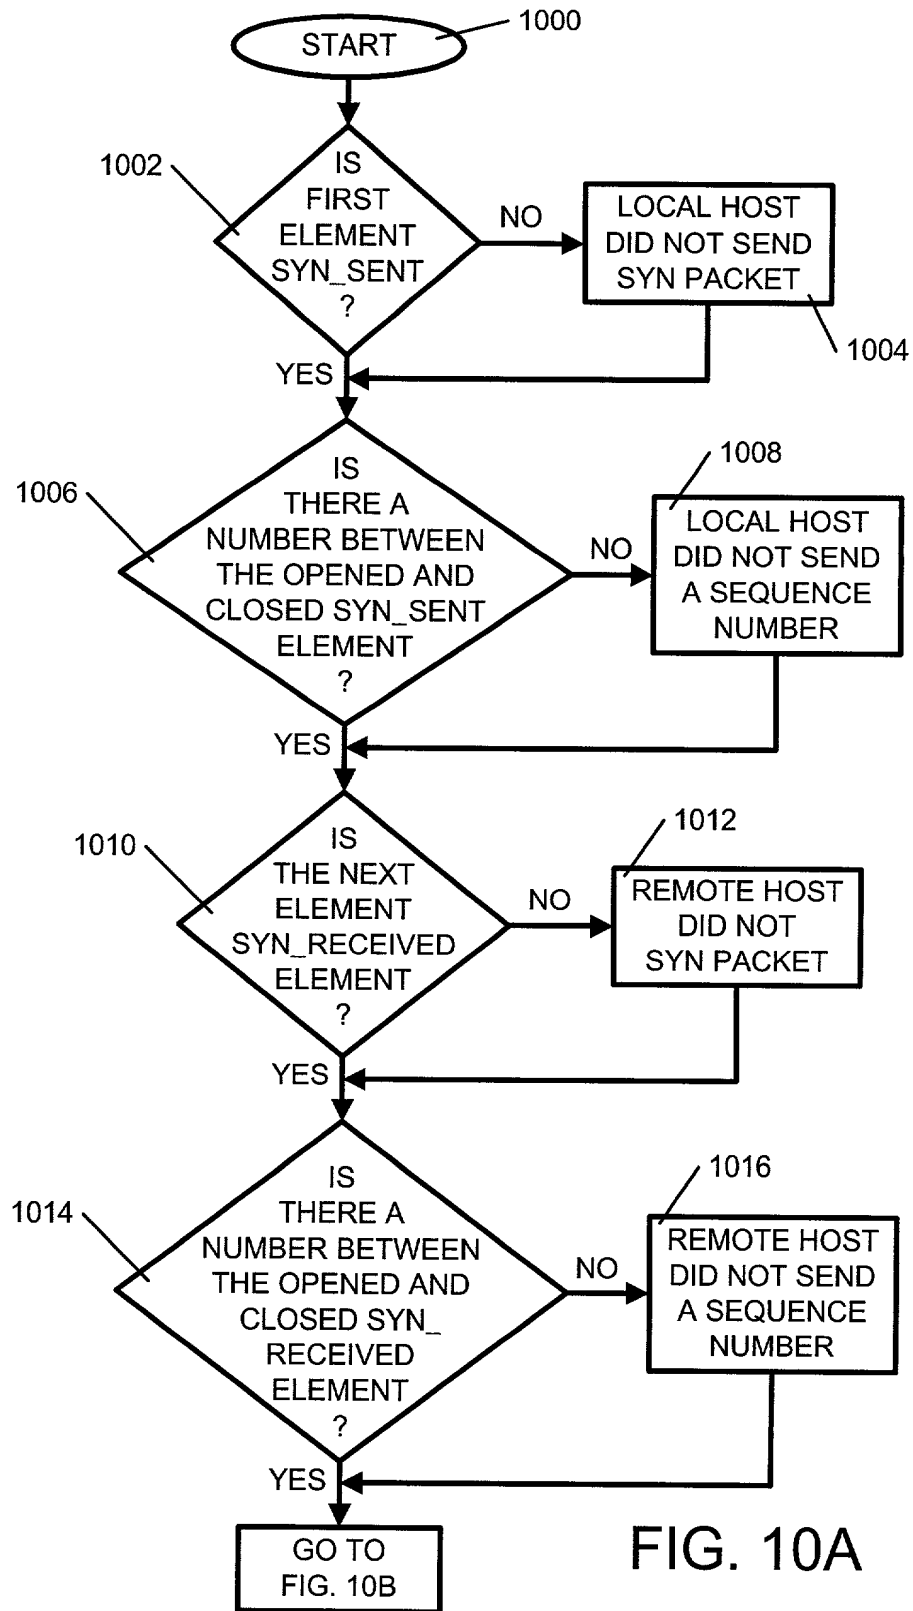 1000
START
1002
IS
FIRST
ELEMENT
SYN_SENT
?
NO
LOCAL HOST
DID NOT SEND
SYN PACKET
1004
YES
1006
IS
THERE A
NUMBER BETWEEN
THE OPENED AND
CLOSED SYN_SENT
ELEMENT
?
NO
1008
LOCAL HOST
DID NOT SEND
A SEQUENCE
NUMBER
YES
1010
IS
THE NEXT
ELEMENT
SYN_RECEIVED
ELEMENT
?
NO
1012
REMOTE HOST
DID NOT
SYN PACKET
YES
1014
IS
THERE A
NUMBER BETWEEN
THE OPENED AND
CLOSED SYN_
RECEIVED
ELEMENT
?
NO
1016
REMOTE HOST
DID NOT SEND
A SEQUENCE
NUMBER
YES
GO TO
FIG. 10B
FIG. 10A